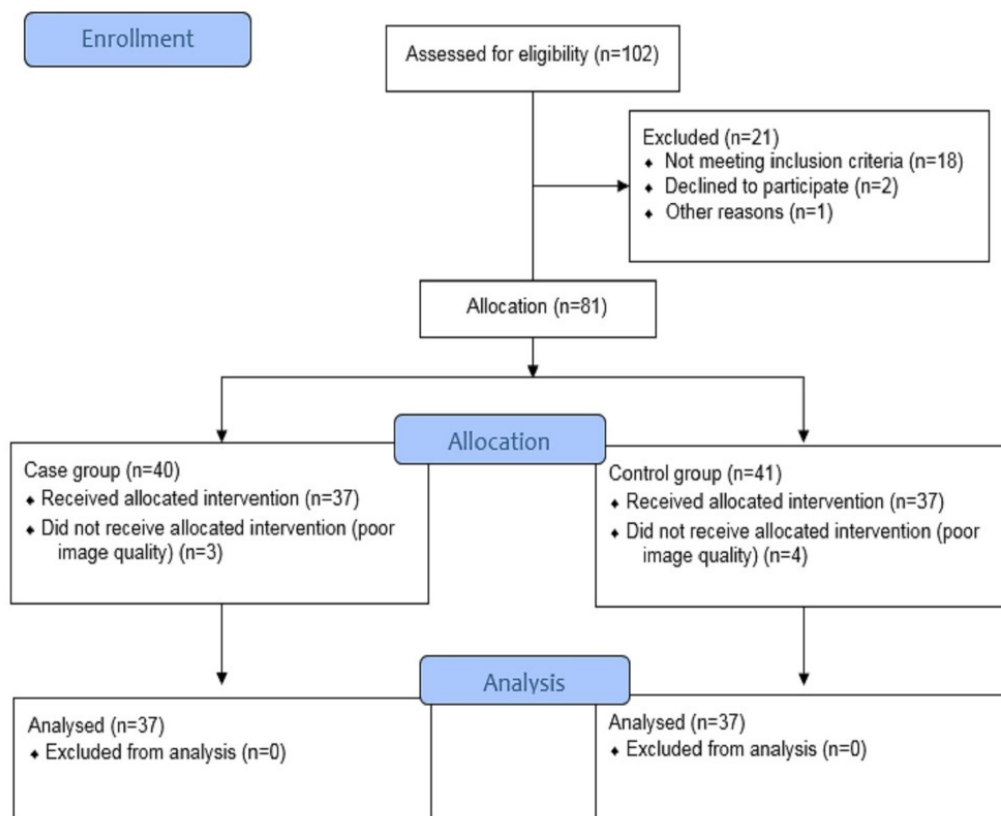 Enrollment
Assessed for eligibility (n=102)
Excluded (n=21)
♦ Not meeting inclusion criteria (n=18)
♦ Declined to participate (n=2)
♦ Other reasons (n=1)
Allocation (n=81)
Allocation
Case group (n=40)
♦ Received allocated intervention (n=37)
♦ Did not receive allocated intervention (poor
image quality) (n=3)
Control group (n=41)
♦ Received allocated intervention (n=37)
♦ Did not receive allocated intervention (poor
image quality) (n=4)
Analysis
Analysed (n=37)
♦ Excluded from analysis (n=0)
Analysed (n=37)
♦ Excluded from analysis (n=0)